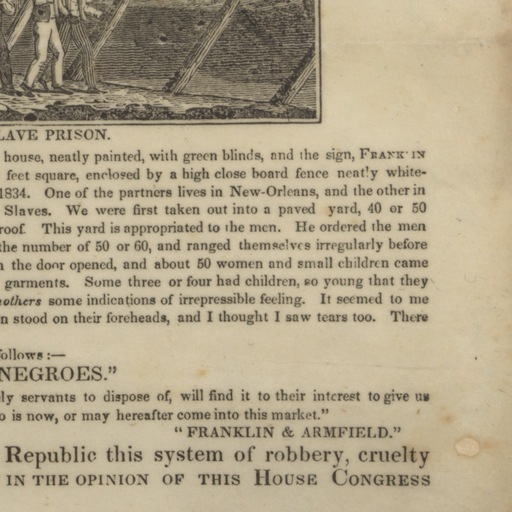 LAVE PRISON.
house, neatly painted, with green blinds, and the sign, FRANK IN
feet square, enclosed by a high close board fence neatly white-
1834. One of the partners lives in New-Orleans, and the other in
Slaves. We were first taken out into a paved yard, 40 or 50
roof. This yard is appropriated to the men. He ordered the men
the number of 50 or 60, and ranged themselves irregularly before
the door opened, and about 50 women and small children came
garments. Some three or four had children, so young that they
mothers some indications of irrepressible feeling. It seemed to me
n stood on their foreheads, and I thought I saw tears too. There
follows :—
NEGROES."
ly servants to dispose of, will find it to their interest to give us
o is now, or may hereafter come into this market."
"FRANKLIN & ARMFIELD."
Republic this system of robbery, cruelty
IN THE OPINION OF THIS HOUSE CONGRESS